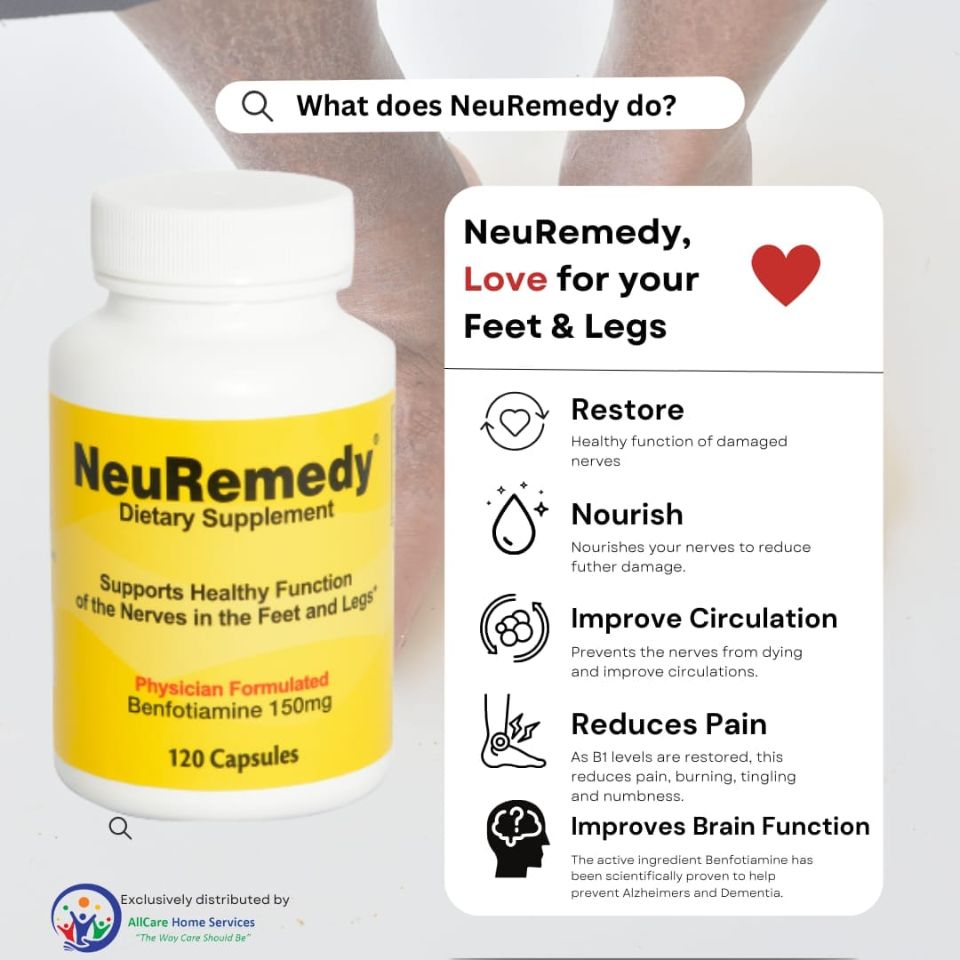 What does NeuRemedy do?
NeuRemedy®
Dietary Supplement
Supports Healthy Function
of the Nerves in the Feet and Legs*
Physician Formulated
Benfotiamine 150mg
120 Capsules
NeuRemedy,
Love for your
Feet & Legs
Restore
Healthy function of damaged
nerves
Nourish
Nourishes your nerves to reduce
futher damage.
Improve Circulation
Prevents the nerves from dying
and improve circulations.
Reduces Pain
As B1 levels are restored, this
reduces pain, burning, tingling
and numbness.
Improves Brain Function
The active ingredient Benfotiamine has
been scientifically proven to help
prevent Alzheimers and Dementia.
Exclusively distributed by
AllCare Home Services
"The Way Care Should Be"